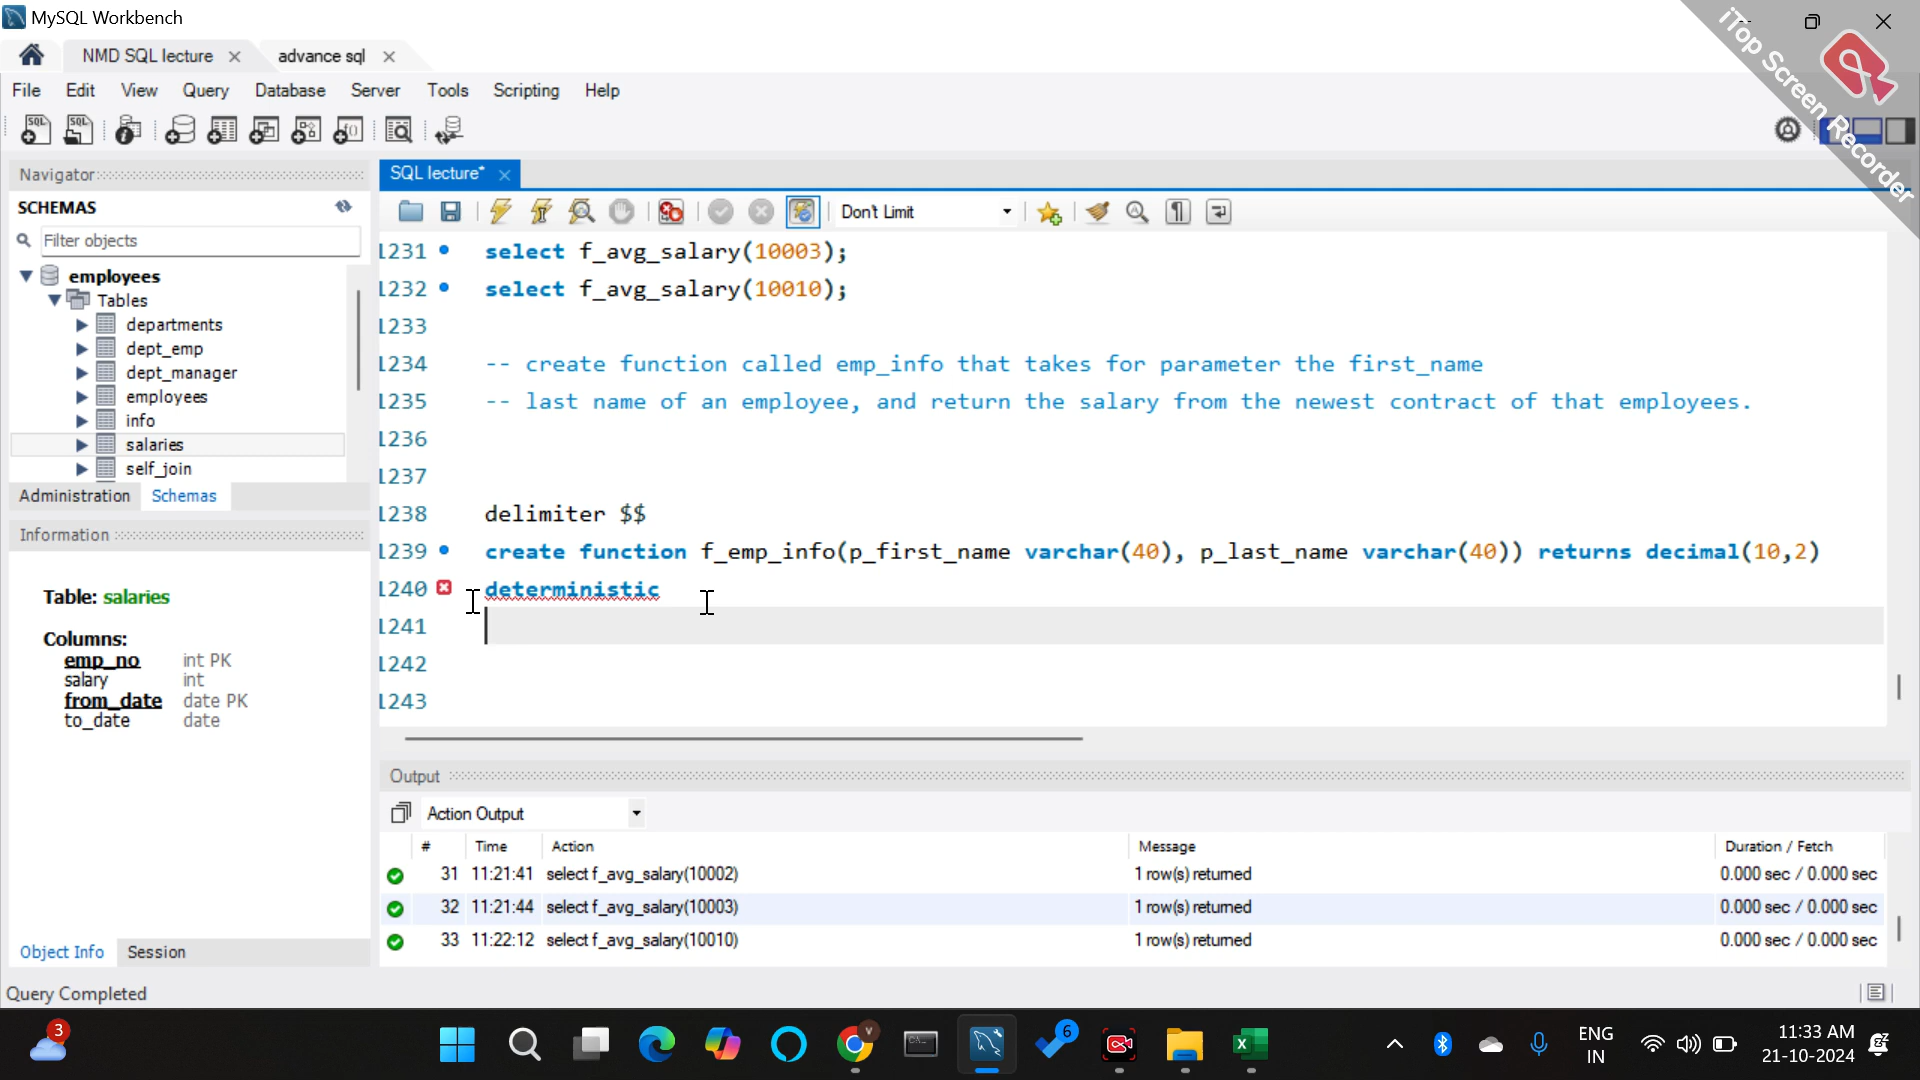 MySQL Workbench
NMD SQL lecture
advance sql
File Edit View Query Database Server Tools Scripting Help
iTop Screen Recorder
Navigator
SCHEMAS
Filter objects
employees
Tables
departments
dept_emp
dept_manager
employees
info
salaries
self_join
Administration Schemas
Information
Table: salaries
Columns:
emp_no int PK
salary int
from_date date PK
to_date date
Object Info Session
SQL lecture*
Don't Limit
1231 select f_avg_salary(10003);
1232 select f_avg_salary(10010);
1233
1234 -- create function called emp_info that takes for parameter the first_name
1235 -- last name of an employee, and return the salary from the newest contract of that employees.
1236
1237
1238 delimiter $$
1239 create function f_emp_info(p_first_name varchar(40), p_last_name varchar(40)) returns decimal(10,2)
1240 deterministic
1241
1242
1243
Output
Action Output
# Time Action Message Duration / Fetch
31 11:21:41 select f_avg_salary(10002) 1 row(s) returned 0.000 sec / 0.000 sec
32 11:21:44 select f_avg_salary(10003) 1 row(s) returned 0.000 sec / 0.000 sec
33 11:22:12 select f_avg_salary(10010) 1 row(s) returned 0.000 sec / 0.000 sec
Query Completed
3
V
6
ENG
IN
11:33 AM
21-10-2024